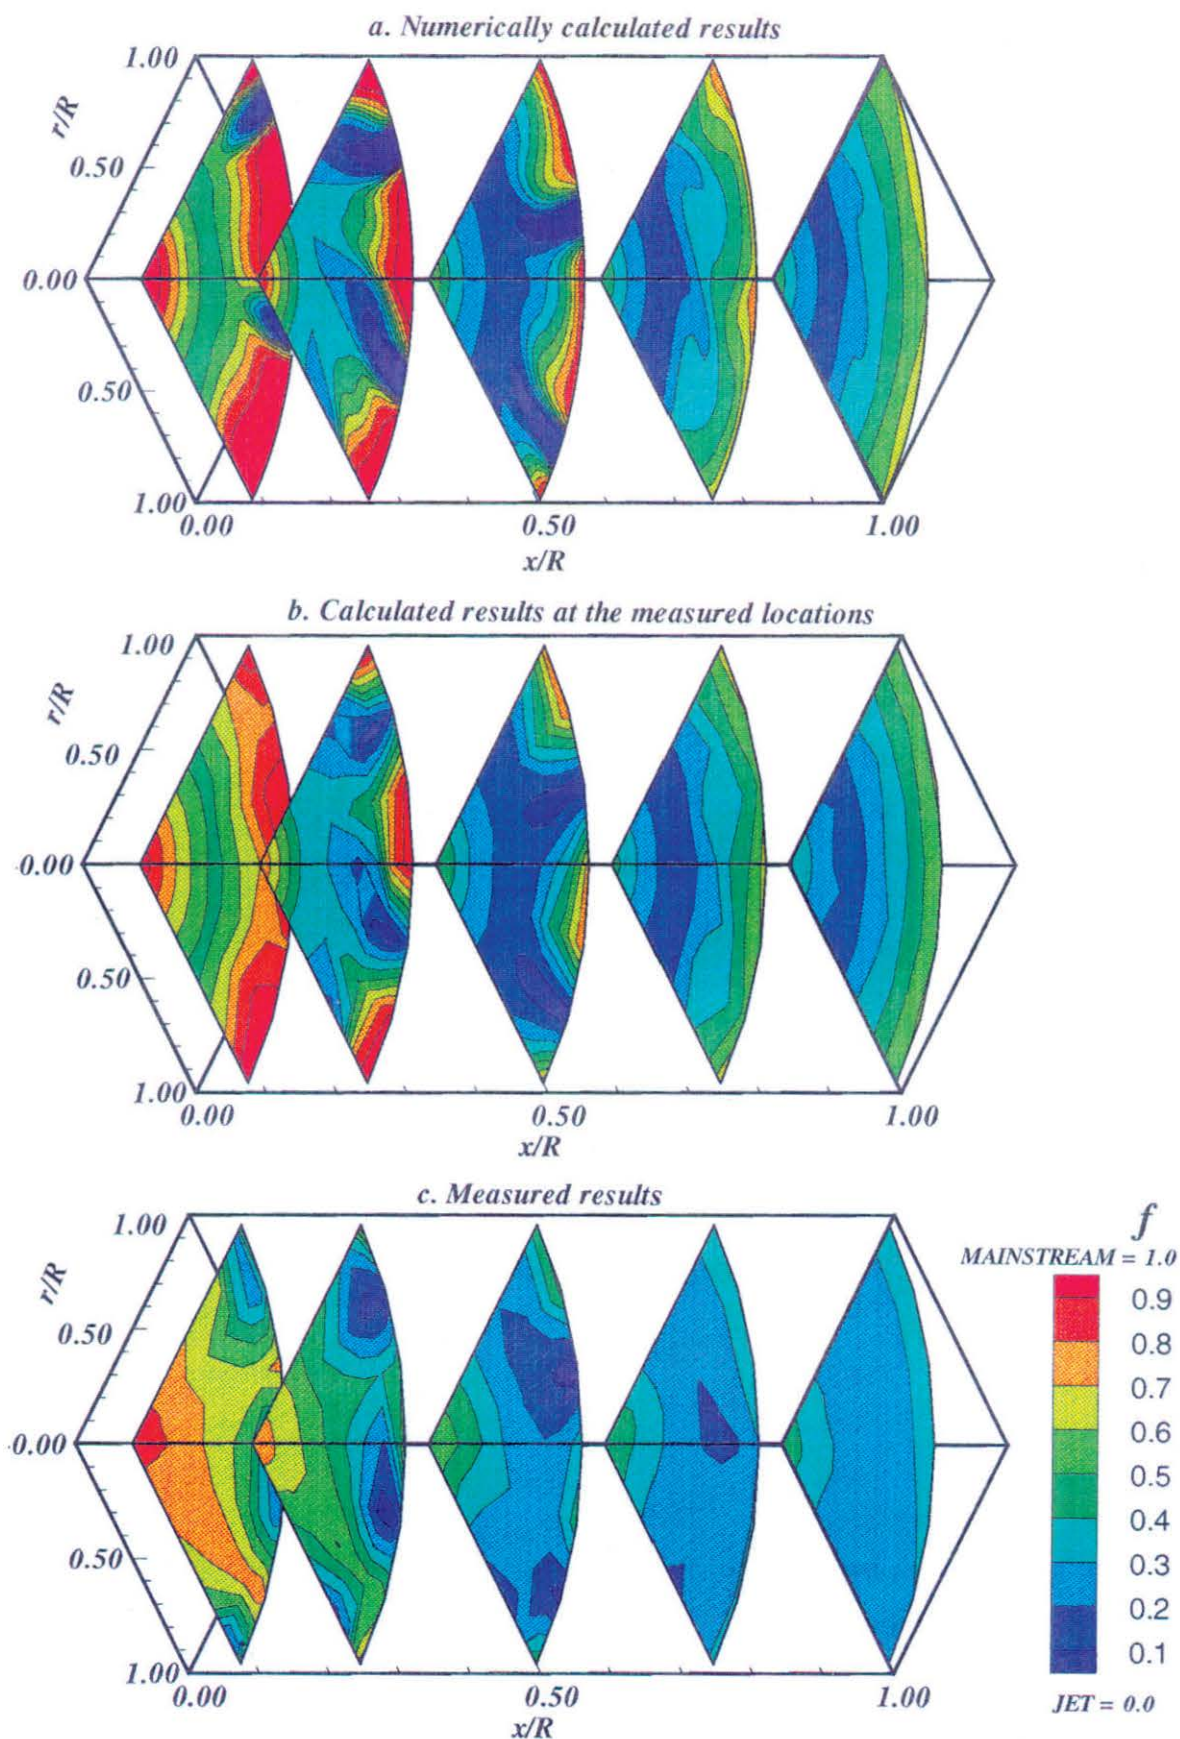 a. Numerically calculated results
1.00
r/R
0.50
0.00
0.50
1.00
0.00 0.50 1.00
x/R
b. Calculated results at the measured locations
1.00
r/R
0.50
-0.00
0.50
1.00
0.00 0.50 1.00
x/R
c. Measured results
1.00
r/R
0.50
-0.00
0.50
1.00
0.00 0.50 1.00
x/R
f
MAINSTREAM = 1.0
0.9
0.8
0.7
0.6
0.5
0.4
0.3
0.2
0.1
JET = 0.0